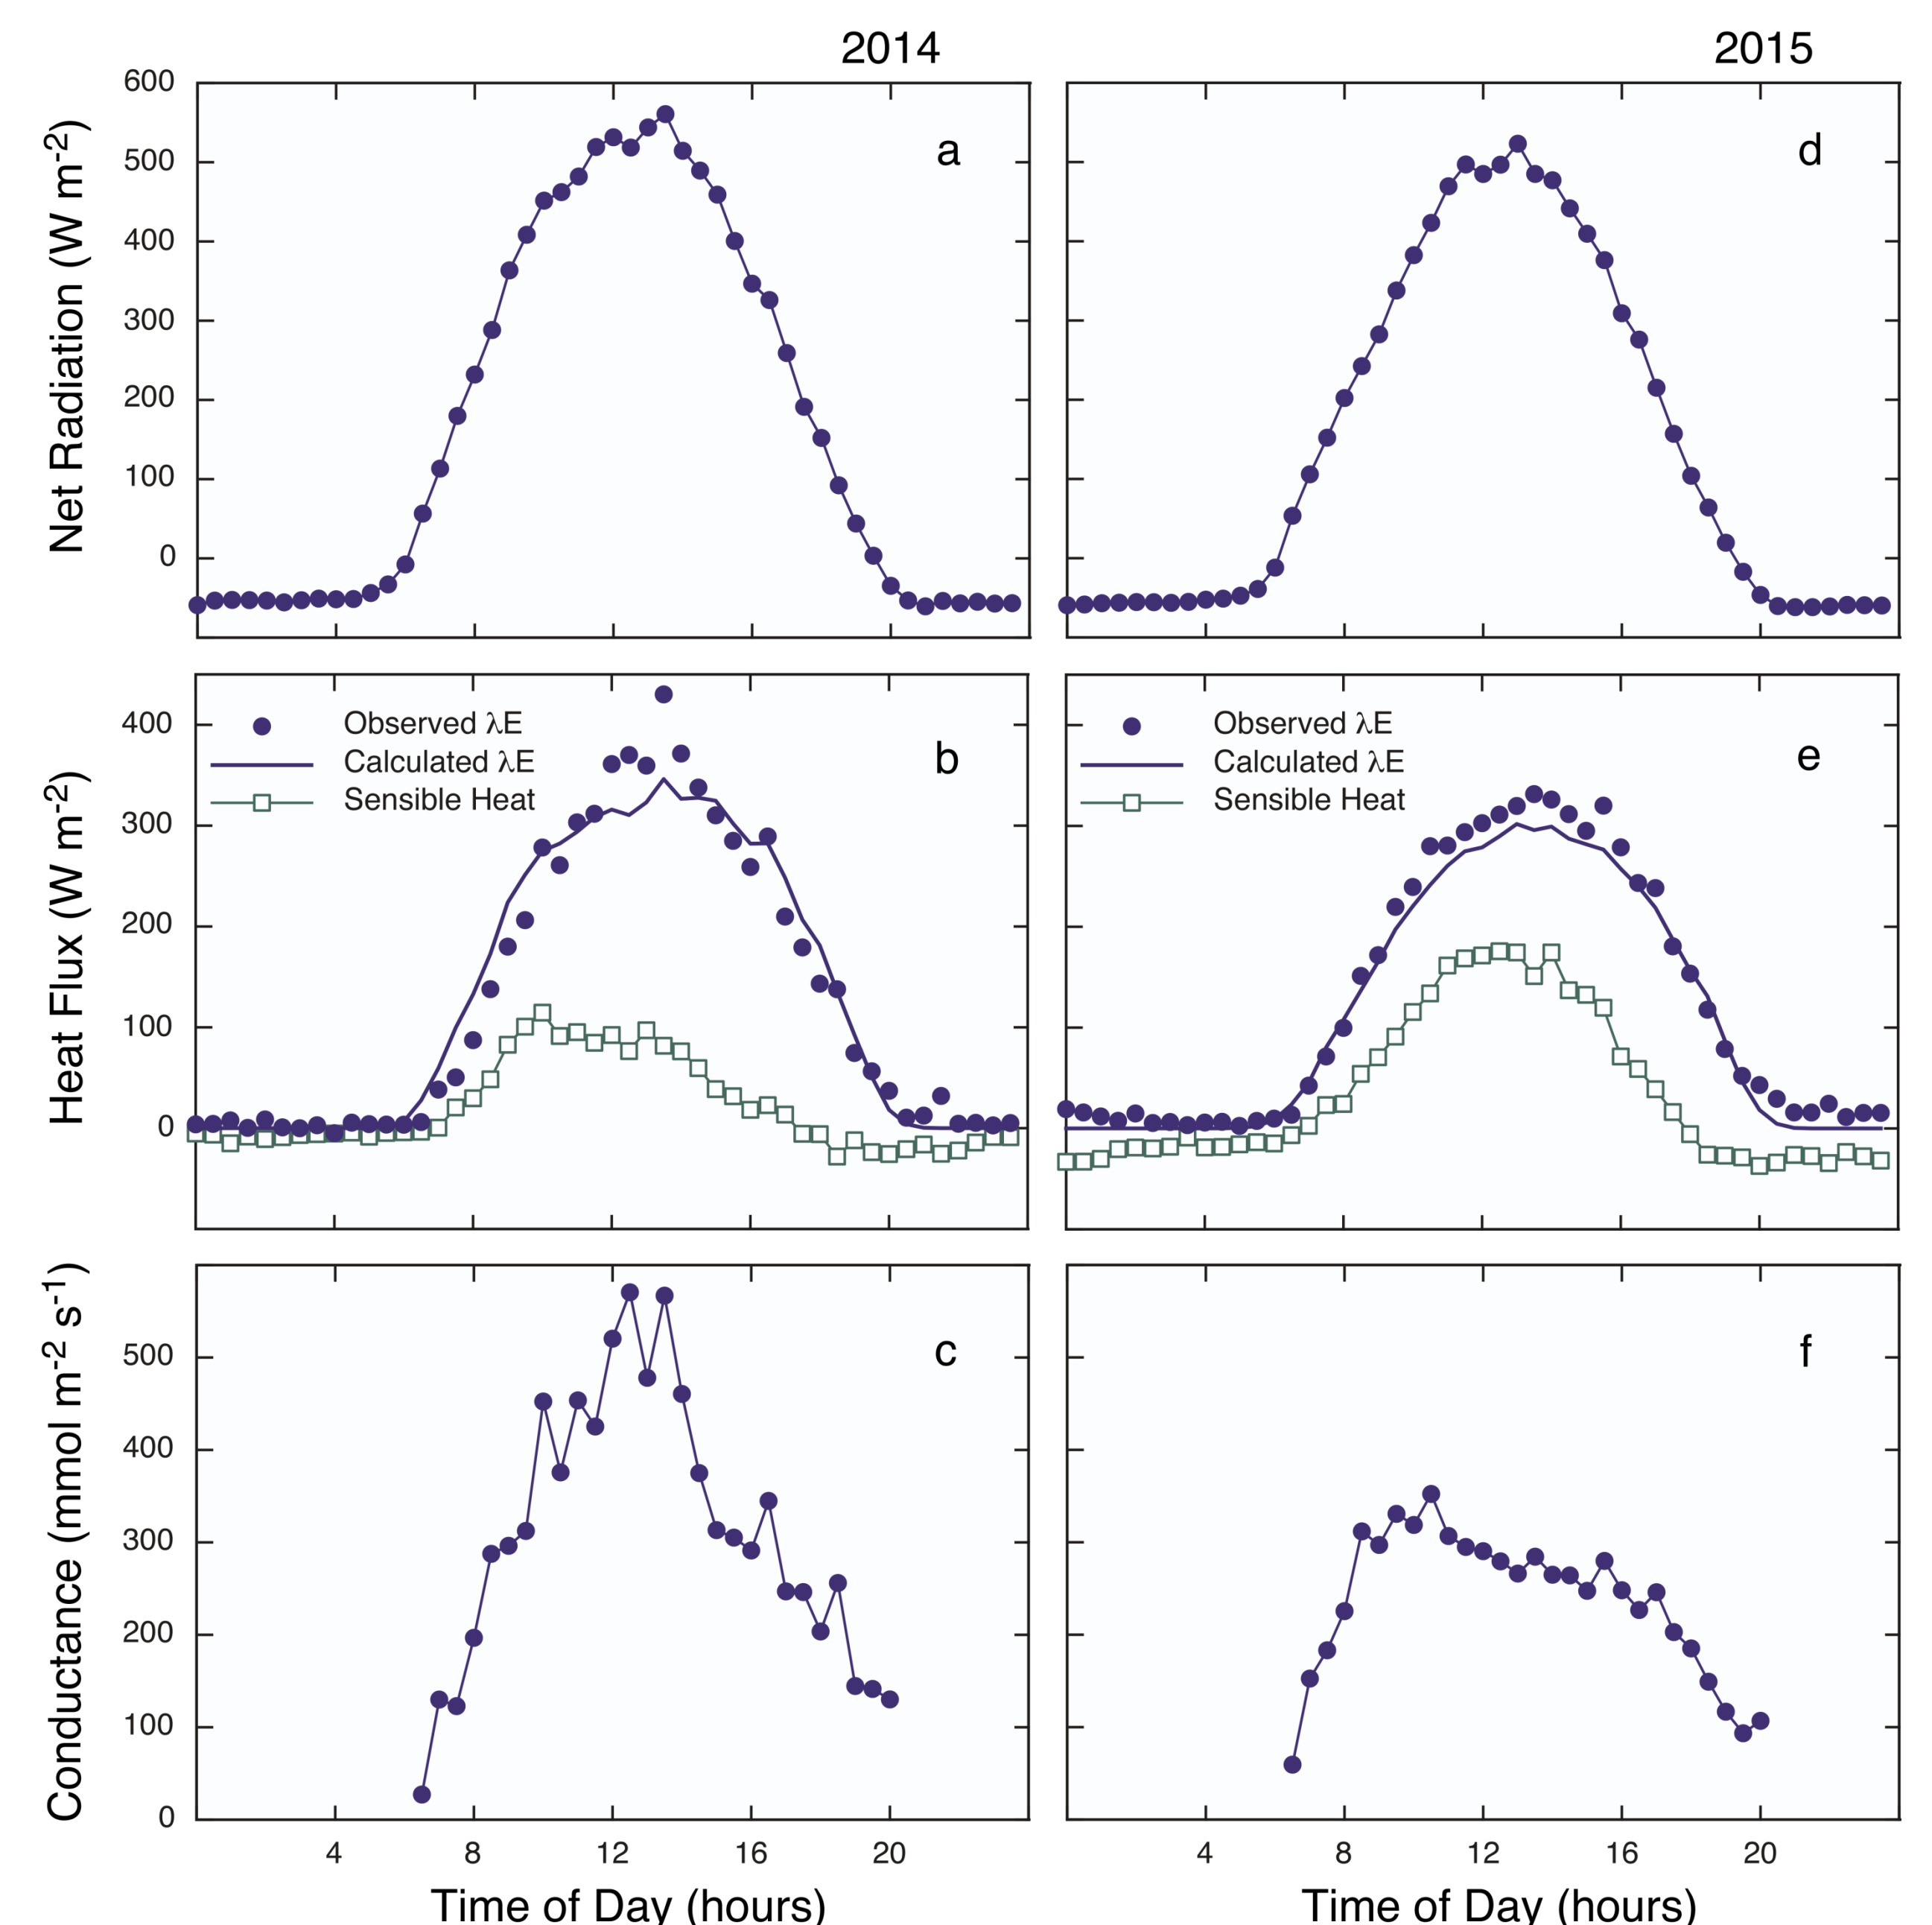 2014
2015
Net Radiation (W m-2)
600
500
400
300
200
100
0
a
d
Heat Flux (W m-2)
400
300
200
100
0
Observed λE
Calculated λE
Sensible Heat
b
Observed λE
Calculated λE
Sensible Heat
e
Conductance (mmol m-2 s-1)
500
400
300
200
100
0
c
f
4 8 12 16 20
4 8 12 16 20
Time of Day (hours)
Time of Day (hours)